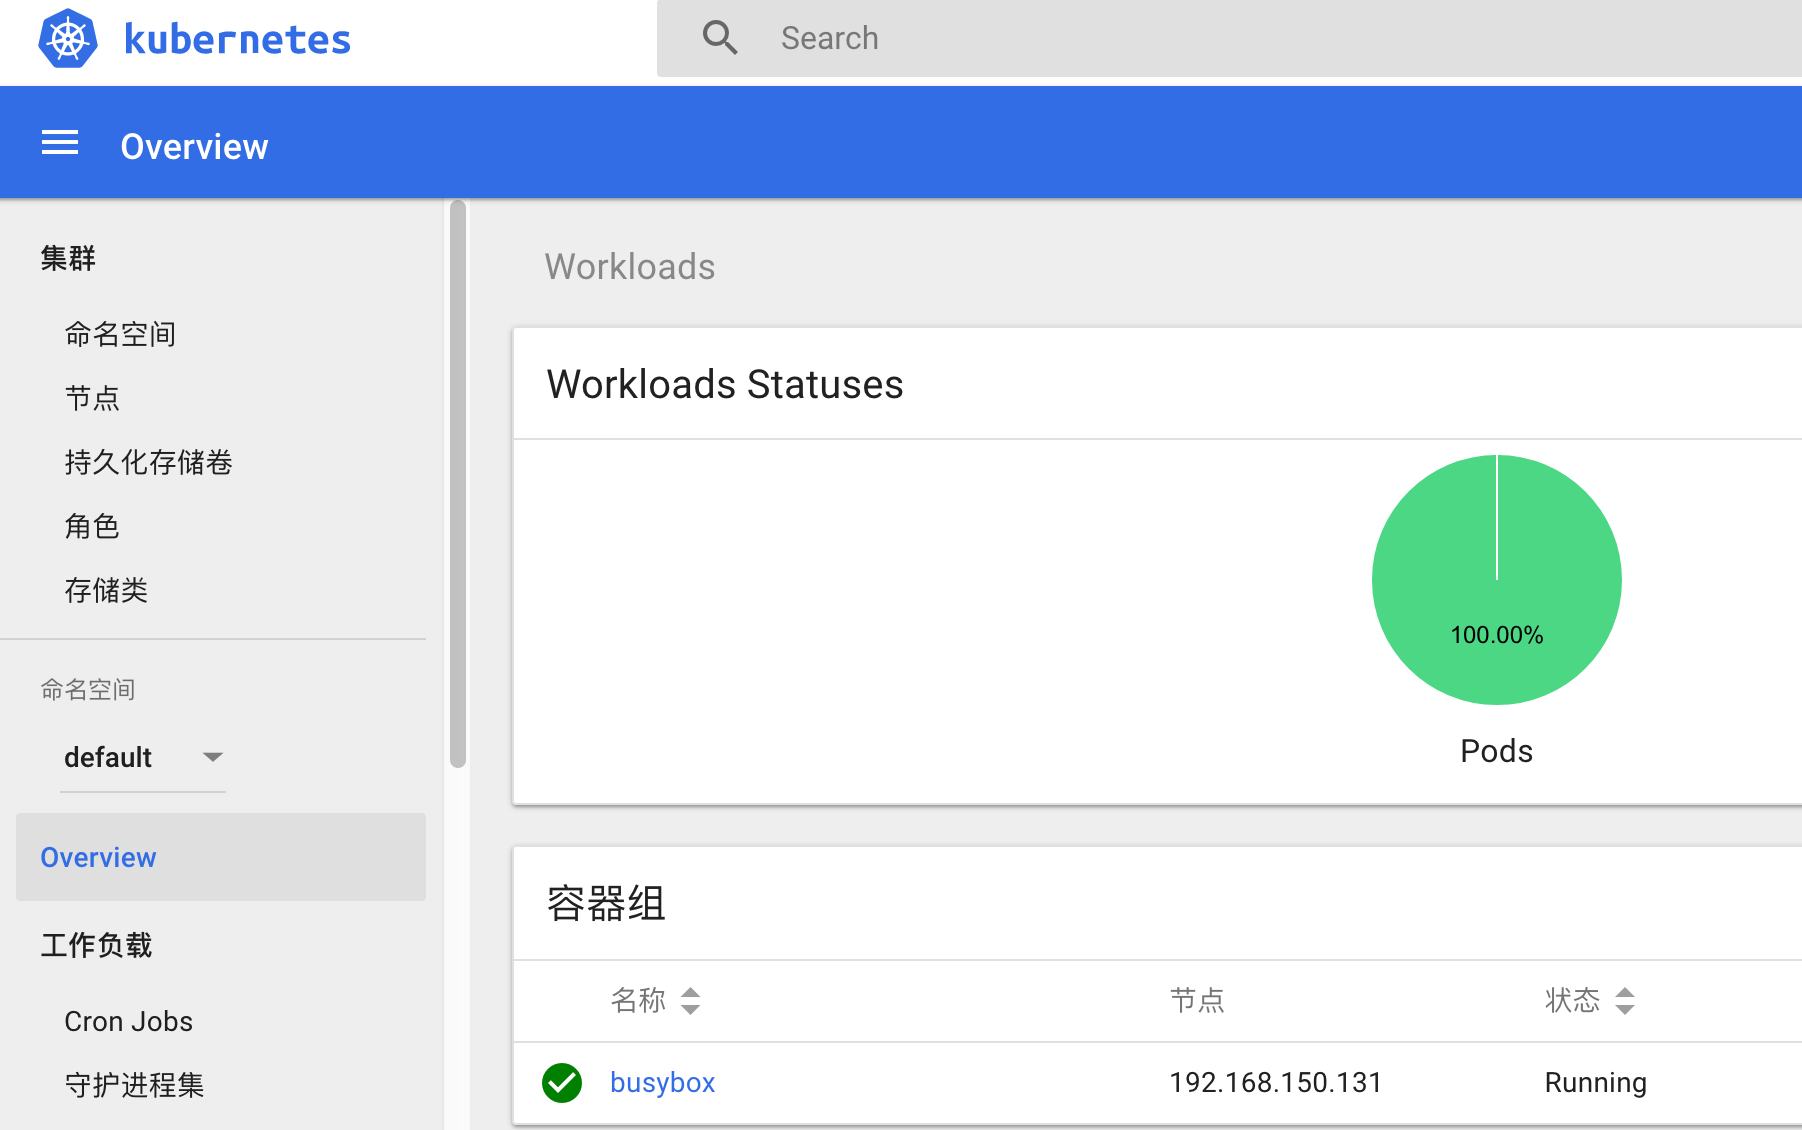 kubernetes
Search
Overview
集群
命名空间
节点
持久化存储卷
角色
存储类
命名空间
default
Overview
工作负载
Cron Jobs
守护进程集
Workloads
Workloads Statuses
100.00%
Pods
容器组
名称 节点 状态
busybox 192.168.150.131 Running